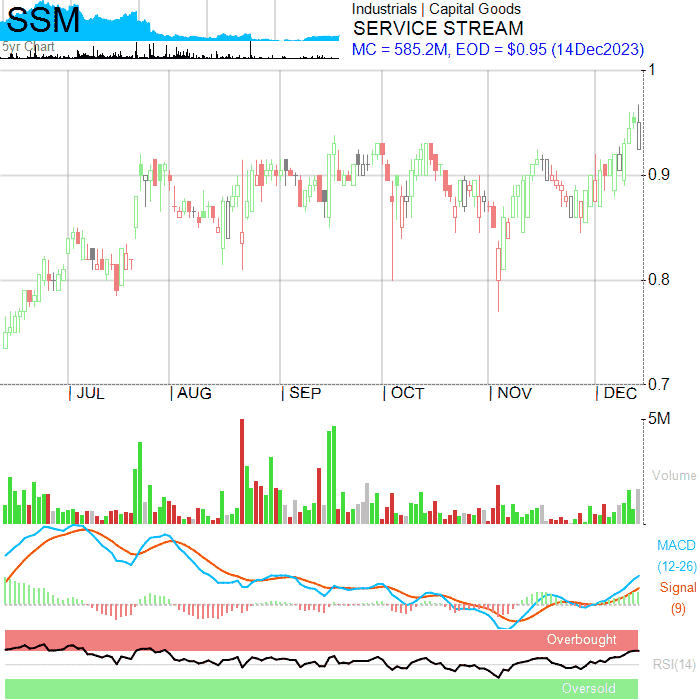 SSM
5yr Chart
Industrials | Capital Goods
SERVICE STREAM
MC = 585.2M, EOD = $0.95 (14Dec2023)
1
0.9
0.8
0.7
JUL AUG SEP OCT NOV DEC
5M
Volume
MACD
(12-26)
Signal
(9)
Overbought
RSI(14)
Oversold